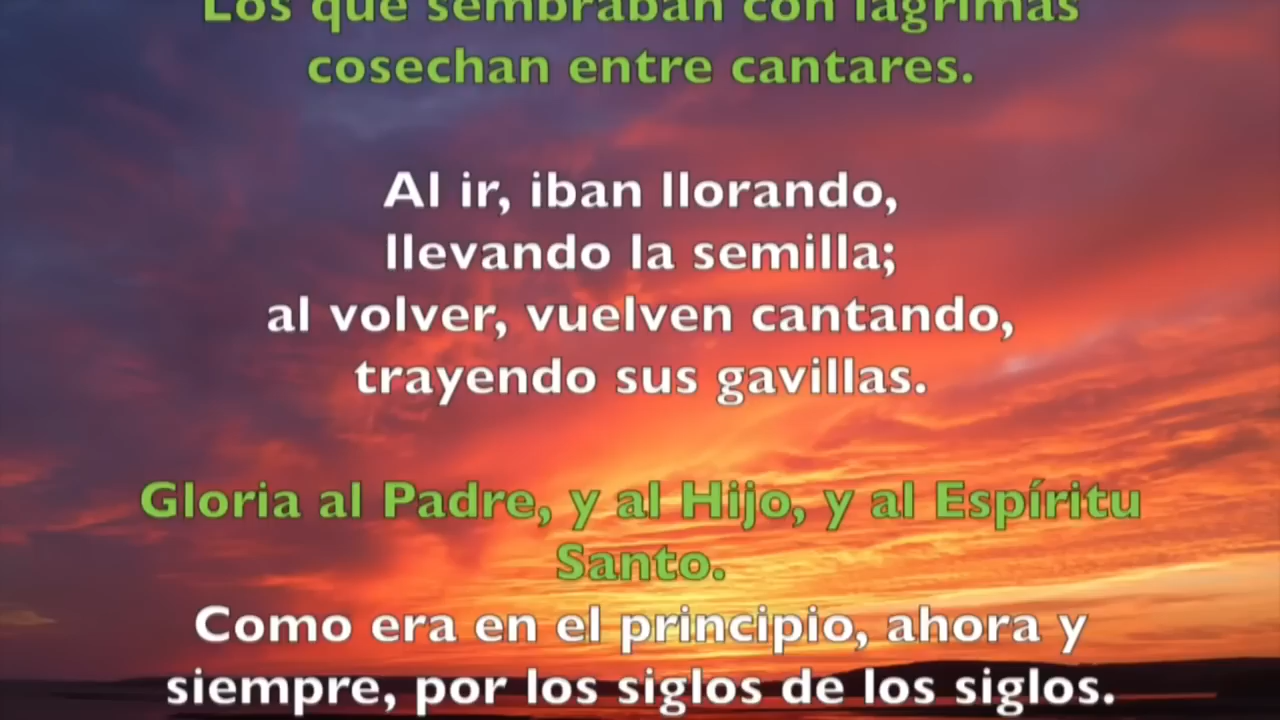 Los que sembraban con lágrimas
cosechan entre cantares.
Al ir, iban llorando,
llevando la semilla;
al volver, vuelven cantando,
trayendo sus gavillas.
Gloria al Padre, y al Hijo, y al Espíritu
Santo.
Como era en el principio, ahora y
siempre, por los siglos de los siglos.